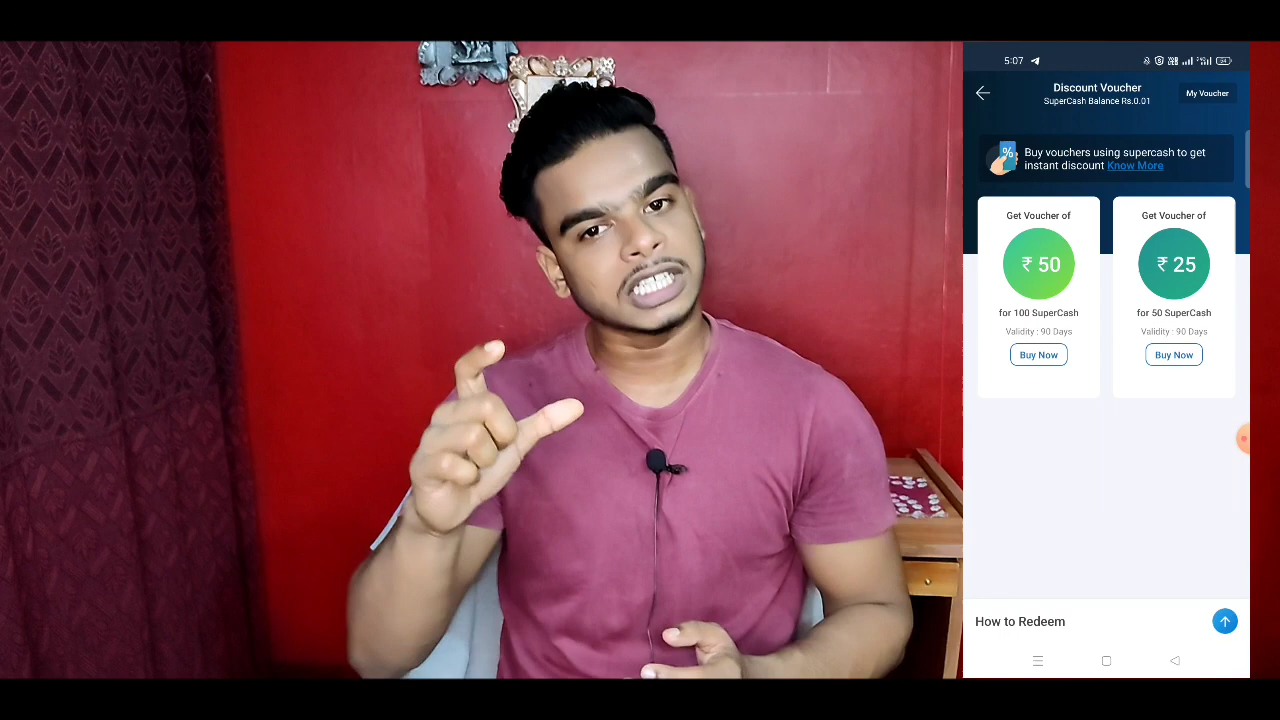 5:07
Discount Voucher
SuperCash Balance Rs.0.01
My Voucher
%
Buy vouchers using supercash to get
instant discount Know More
Get Voucher of
₹ 50
for 100 SuperCash
Validity : 90 Days
Buy Now
Get Voucher of
₹ 25
for 50 SuperCash
Validity : 90 Days
Buy Now
How to Redeem